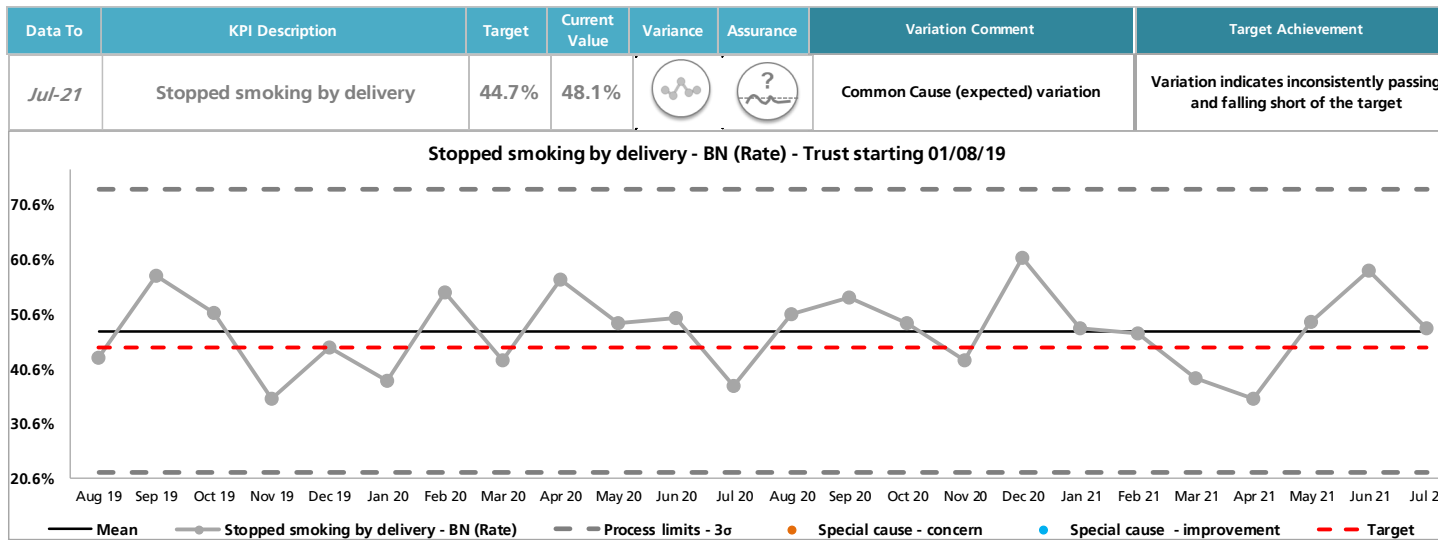 Data To KPI Description Target Current Value Variance Assurance Variation Comment Target Achievement
Jul-21 Stopped smoking by delivery 44.7% 48.1% ? Common Cause (expected) variation Variation indicates inconsistently passing
and falling short of the target
Stopped smoking by delivery - BN (Rate) - Trust starting 01/08/19
70.6%
60.6%
50.6%
40.6%
30.6%
20.6%
Aug 19 Sep 19 Oct 19 Nov 19 Dec 19 Jan 20 Feb 20 Mar 20 Apr 20 May 20 Jun 20 Jul 20 Aug 20 Sep 20 Oct 20 Nov 20 Dec 20 Jan 21 Feb 21 Mar 21 Apr 21 May 21 Jun 21 Jul 2
Mean Stopped smoking by delivery - BN (Rate) Process limits - 3σ Special cause - concern Special cause - improvement Target